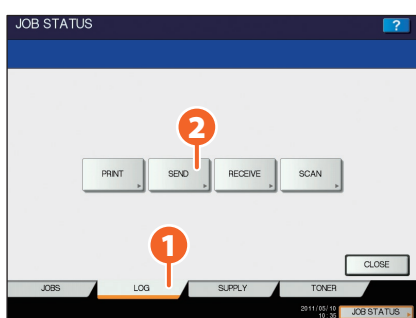 JOB STATUS ?
2
PRINT SEND RECEIVE SCAN
1
CLOSE
JOBS LOG SUPPLY TONER
2011/05/10
10:35 JOB STATUS